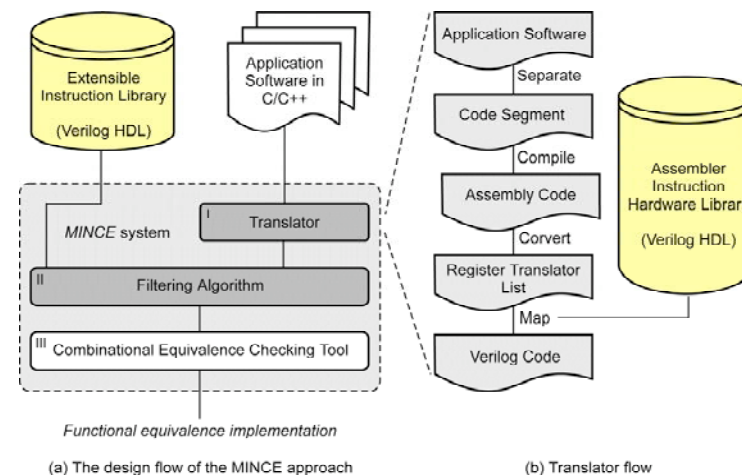 Extensible
Instruction Library
(Verilog HDL)
Application
Software in
C/C++
MINCE system
I
Translator
II
Filtering Algorithm
III
Combinational Equivalence Checking Tool
Functional equivalence implementation
(a) The design flow of the MINCE approach
Application Software
Separate
Code Segment
Compile
Assembly Code
Corvert
Register Translator
List
Map
Verilog Code
Assembler
Instruction
Hardware Library
(Verilog HDL)
(b) Translator flow